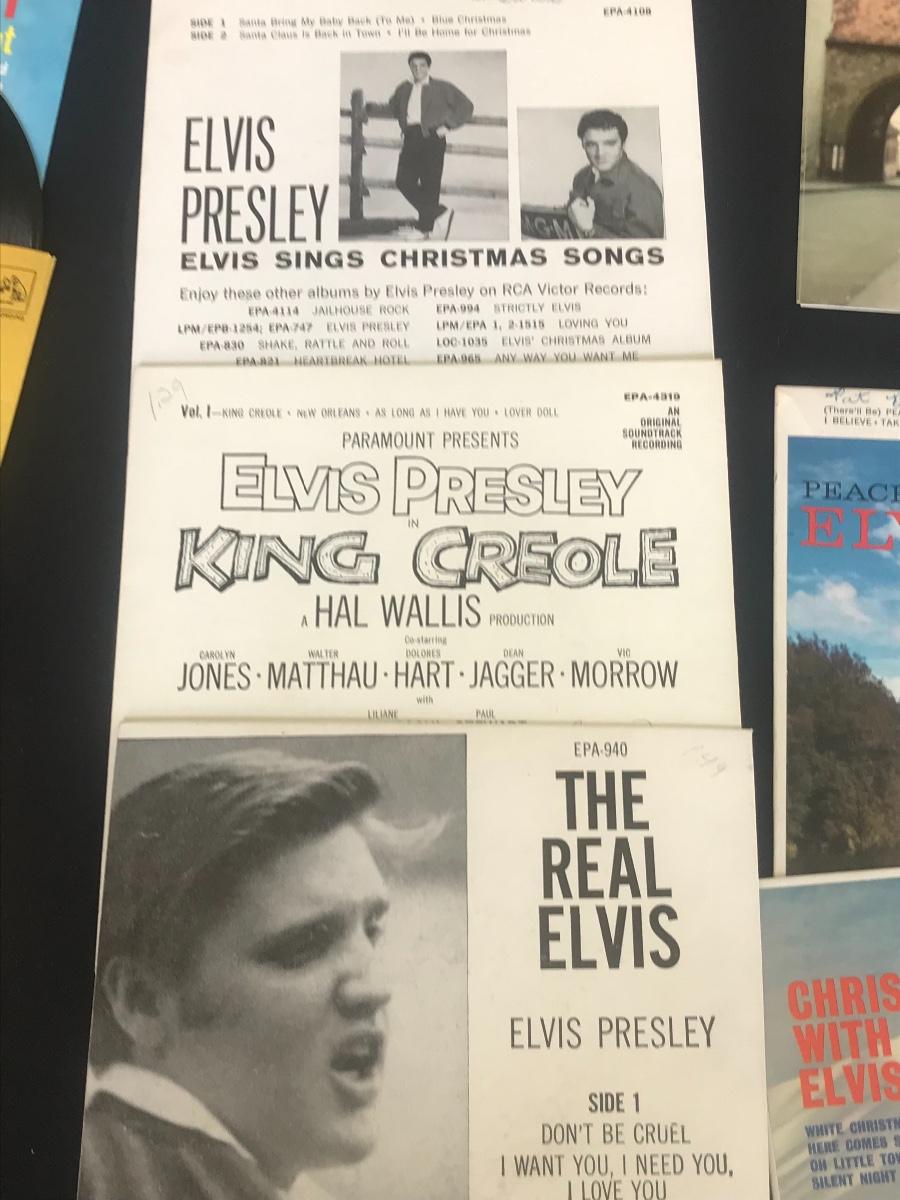 EPA-4108
SIDE 1 Santa Bring My Baby Back (To Me) • Blue Christmas
SIDE 2 Santa Claus Is Back in Town • I'll Be Home for Christmas
ELVIS
PRESLEY
MGM
ELVIS SINGS CHRISTMAS SONGS
Enjoy these other albums by Elvis Presley on RCA Victor Records:
EPA-4114 JAILHOUSE ROCK EPA-994 STRICTLY ELVIS
LPM/EPB-1254; EPA-747 ELVIS PRESLEY LPM/EPA 1, 2-1515 LOVING YOU
EPA-830 SHAKE, RATTLE AND ROLL LOC-1035 ELVIS' CHRISTMAS ALBUM
EPA-821 HEARTBREAK HOTEL EPA-965 ANY WAY YOU WANT ME
1.29
EPA-4319
Vol. I—KING CREOLE • NEW ORLEANS • AS LONG AS I HAVE YOU • LOVER DOLL
AN
ORIGINAL
SOUNDTRACK
RECORDING
PARAMOUNT PRESENTS
ELVIS PRESLEY
IN
KING CREOLE
A HAL WALLIS PRODUCTION
Co-starring
CAROLYN WALTER DOLORES DEAN VIC
JONES • MATTHAU • HART • JAGGER • MORROW
with
LILIANE PAUL
EPA-940
THE
REAL
ELVIS
ELVIS PRESLEY
SIDE 1
DON'T BE CRUEL
I WANT YOU, I NEED YOU,
I LOVE YOU
(There'll Be) PEA
I BELIEVE • TAK
PEAC
EL
CHRIS
WITH
ELVIS
WHITE CHRISTM
HERE COMES S
OH LITTLE TOW
SILENT NIGHT